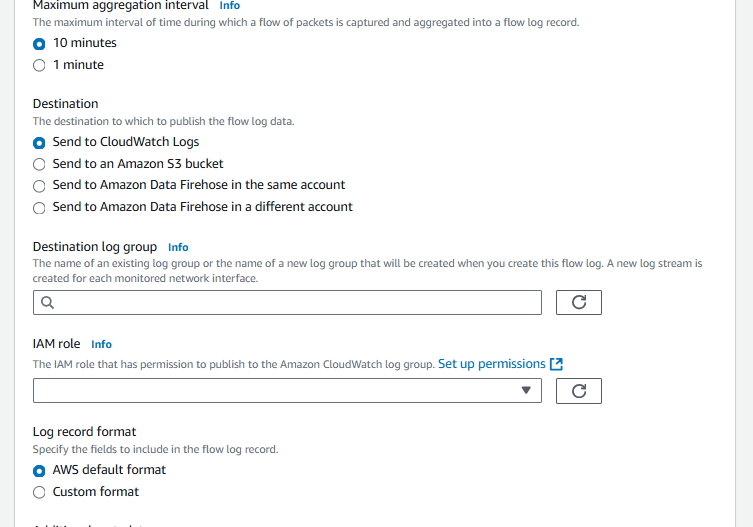 Maximum aggregation interval Info
The maximum interval of time during which a flow of packets is captured and aggregated into a flow log record.
10 minutes
1 minute
Destination
The destination to which to publish the flow log data.
Send to CloudWatch Logs
Send to an Amazon S3 bucket
Send to Amazon Data Firehose in the same account
Send to Amazon Data Firehose in a different account
Destination log group Info
The name of an existing log group or the name of a new log group that will be created when you create this flow log. A new log stream is
created for each monitored network interface.
IAM role Info
The IAM role that has permission to publish to the Amazon CloudWatch log group. Set up permissions
Log record format
Specify the fields to include in the flow log record.
AWS default format
Custom format